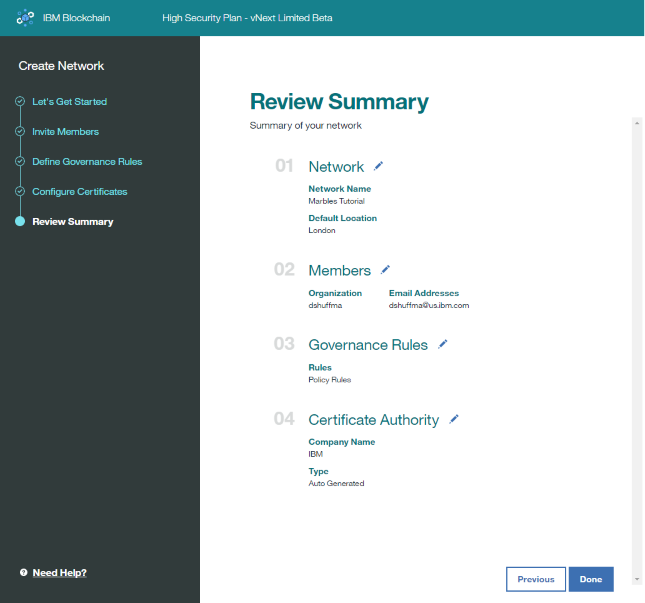 IBM Blockchain
High Security Plan - vNext Limited Beta
Create Network
Let's Get Started
Invite Members
Define Governance Rules
Configure Certificates
Review Summary
Need Help?
Review Summary
Summary of your network
01 Network
Network Name
Marbles Tutorial
Default Location
London
02 Members
Organization Email Addresses
dshuffma dshuffma@us.ibm.com
03 Governance Rules
Rules
Policy Rules
04 Certificate Authority
Company Name
IBM
Type
Auto Generated
Previous Done